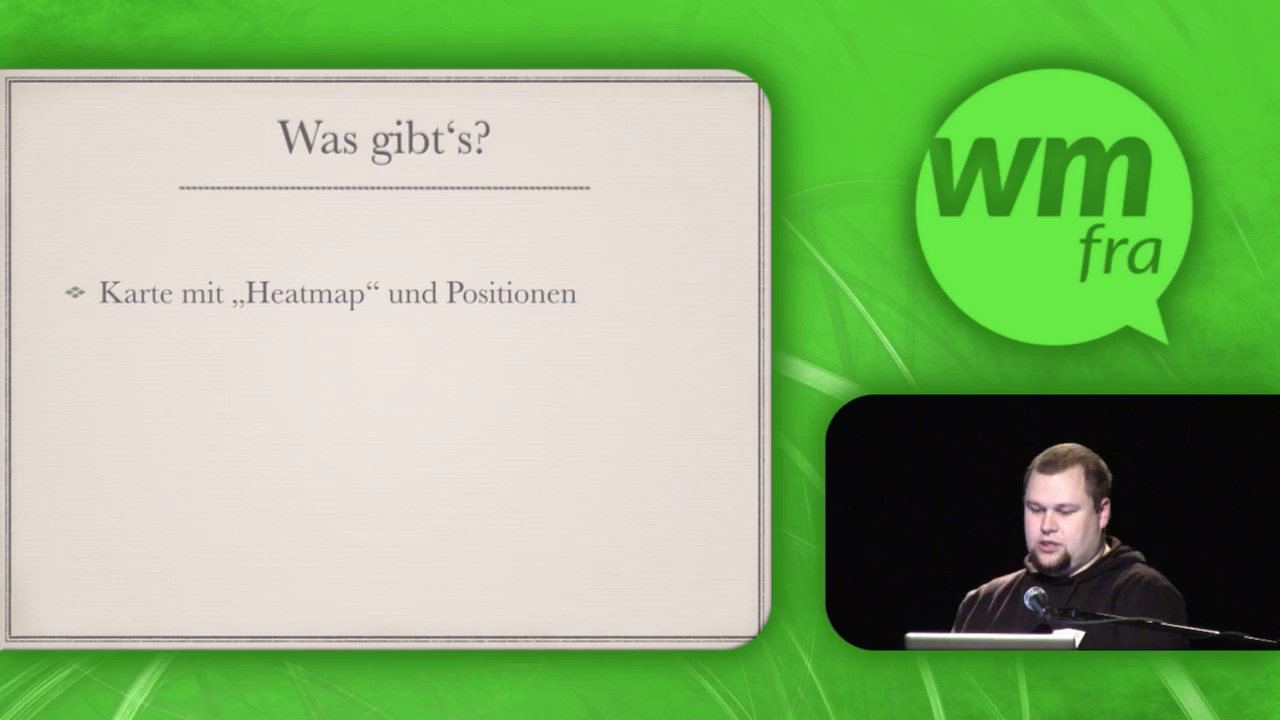 Was gibt‘s?
Karte mit „Heatmap“ und Positionen
wm
fra